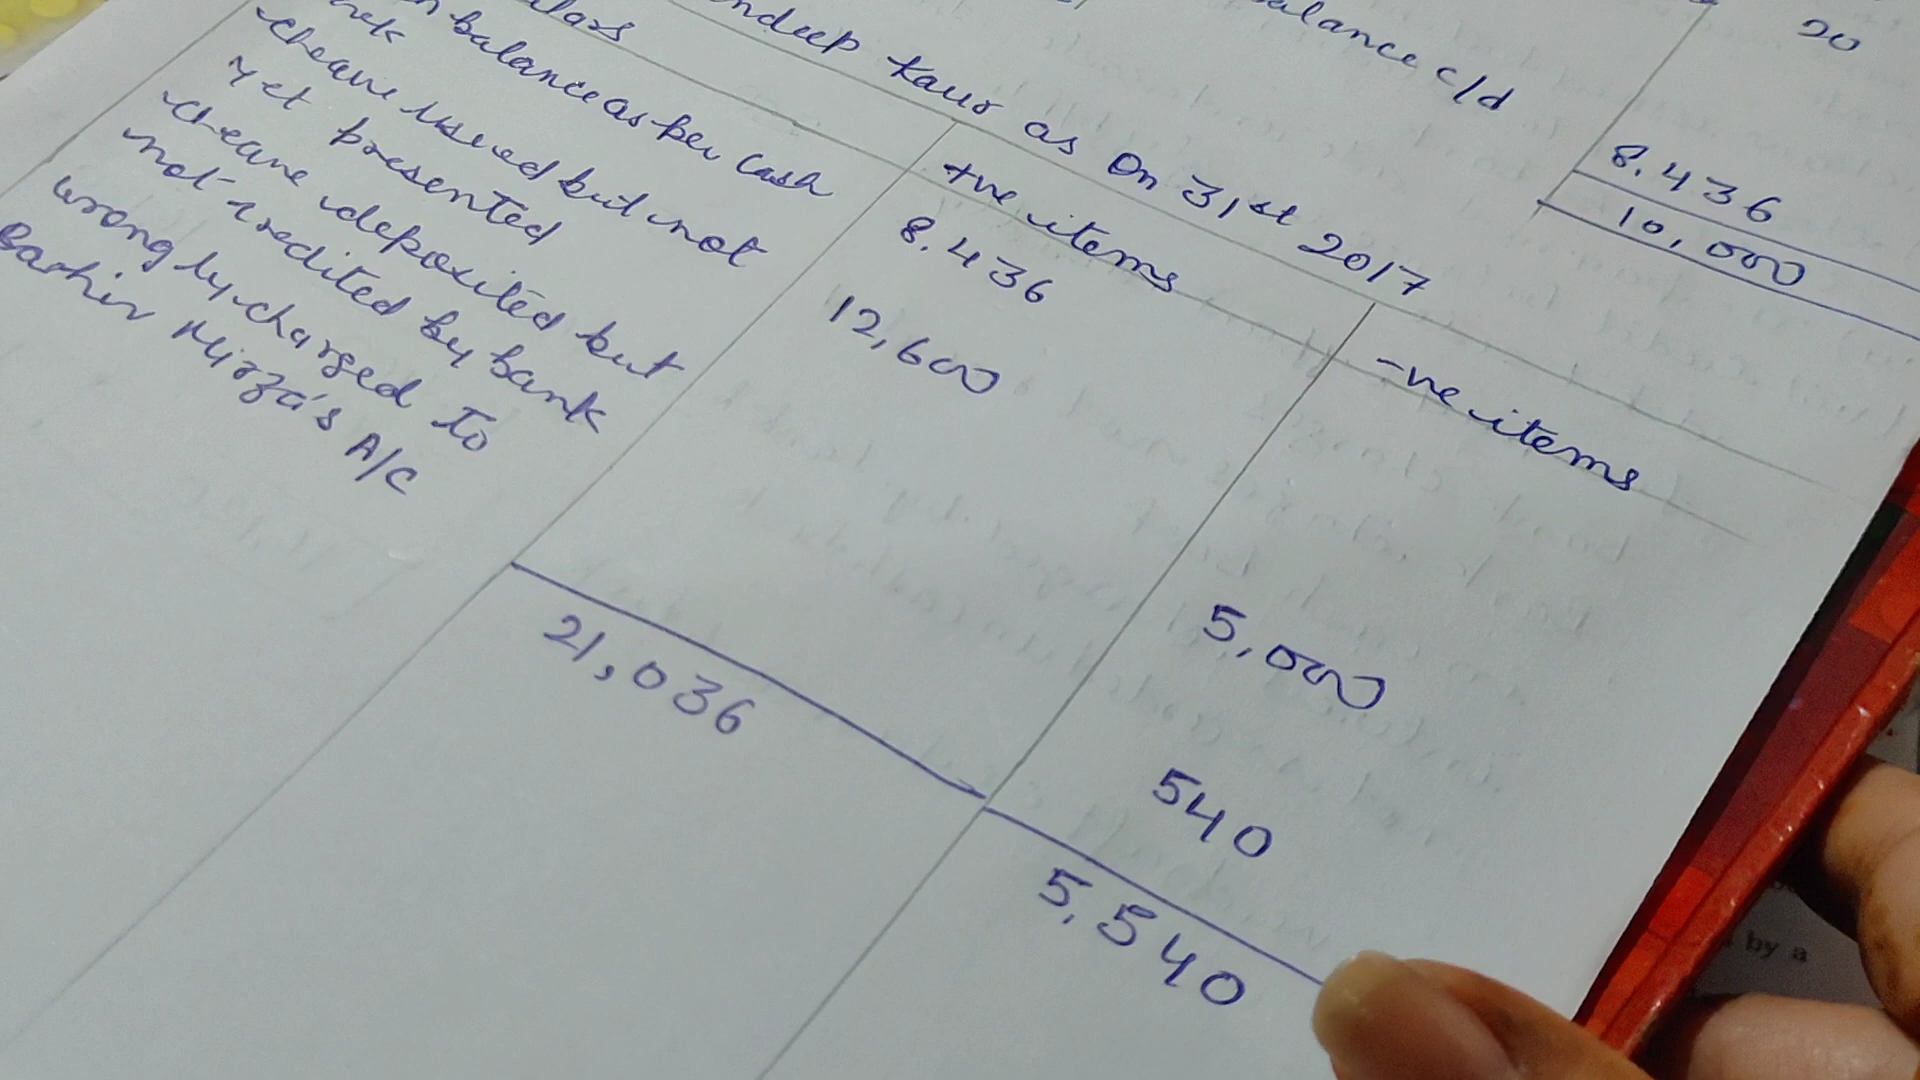 20
balance c/d
8.436
10,000
Kaur as on 31st 2017
+ve items
-ve items
balance as per Cash
8.436
cheque issued but not
yet presented
12,600
cheque deposited but
not credited by bank
5,000
wrongly charged to
Bashir Mirza's A/C
540
21,036
5,540
by a